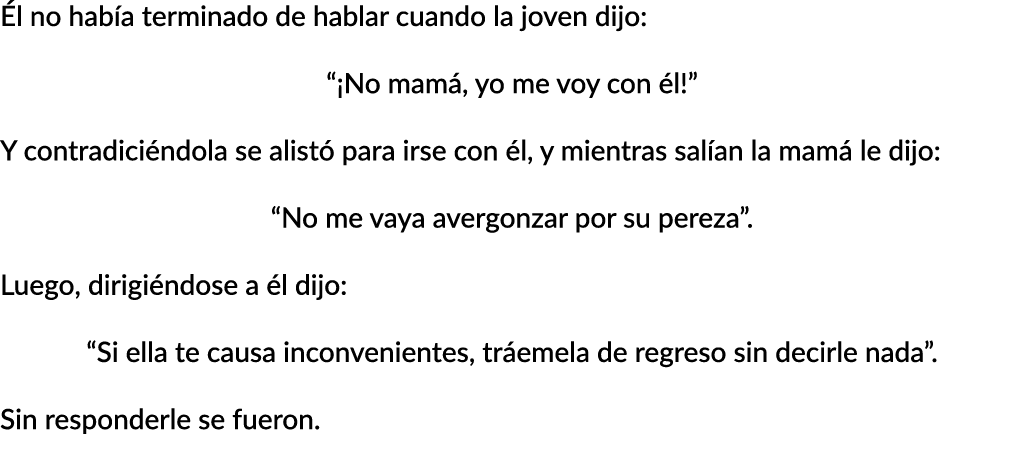 Él no había terminado de hablar cuando la joven dijo:
“¡No mamá, yo me voy con él!”
Y contradiciéndola se alistó para irse con él, y mientras salían la mamá le dijo:
“No me vaya avergonzar por su pereza”.
Luego, dirigiéndose a él dijo:
“Si ella te causa inconvenientes, tráemela de regreso sin decirle nada”.
Sin responderle se fueron.